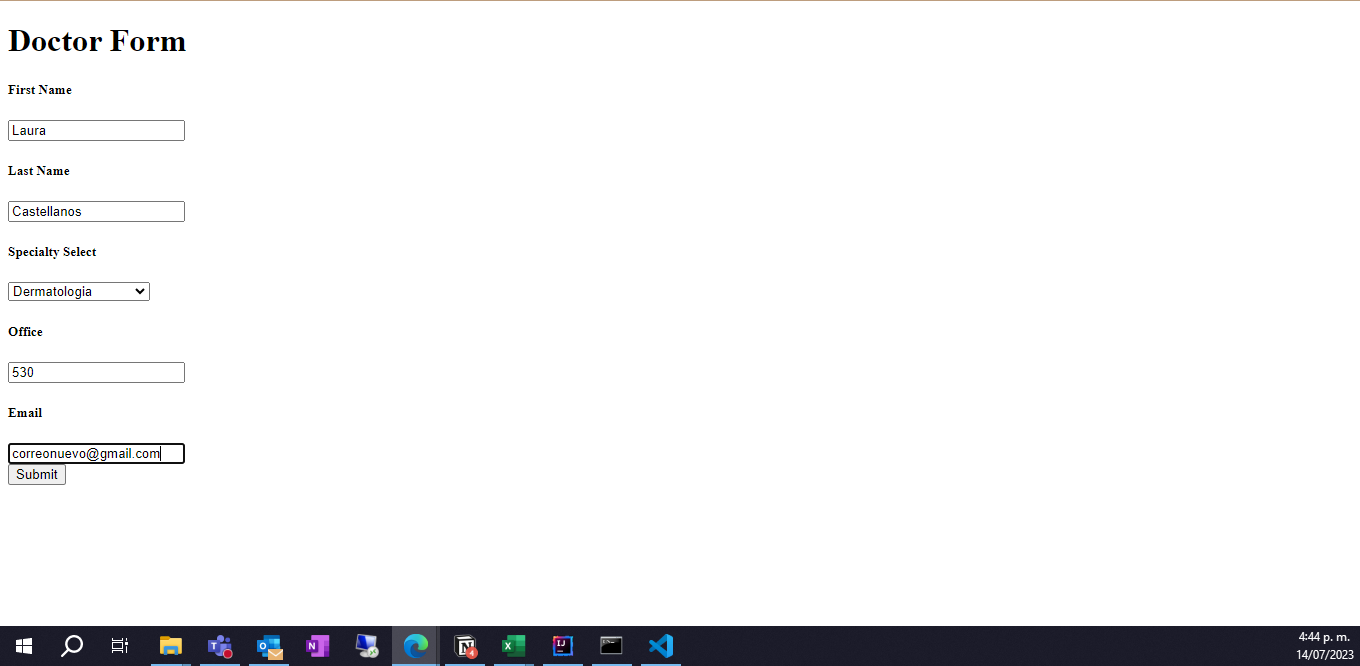 Doctor Form
First Name
Laura
Last Name
Castellanos
Specialty Select
Dermatologia
Office
530
Email
correonuevo@gmail.com
Submit
4:44 p. m.
14/07/2023